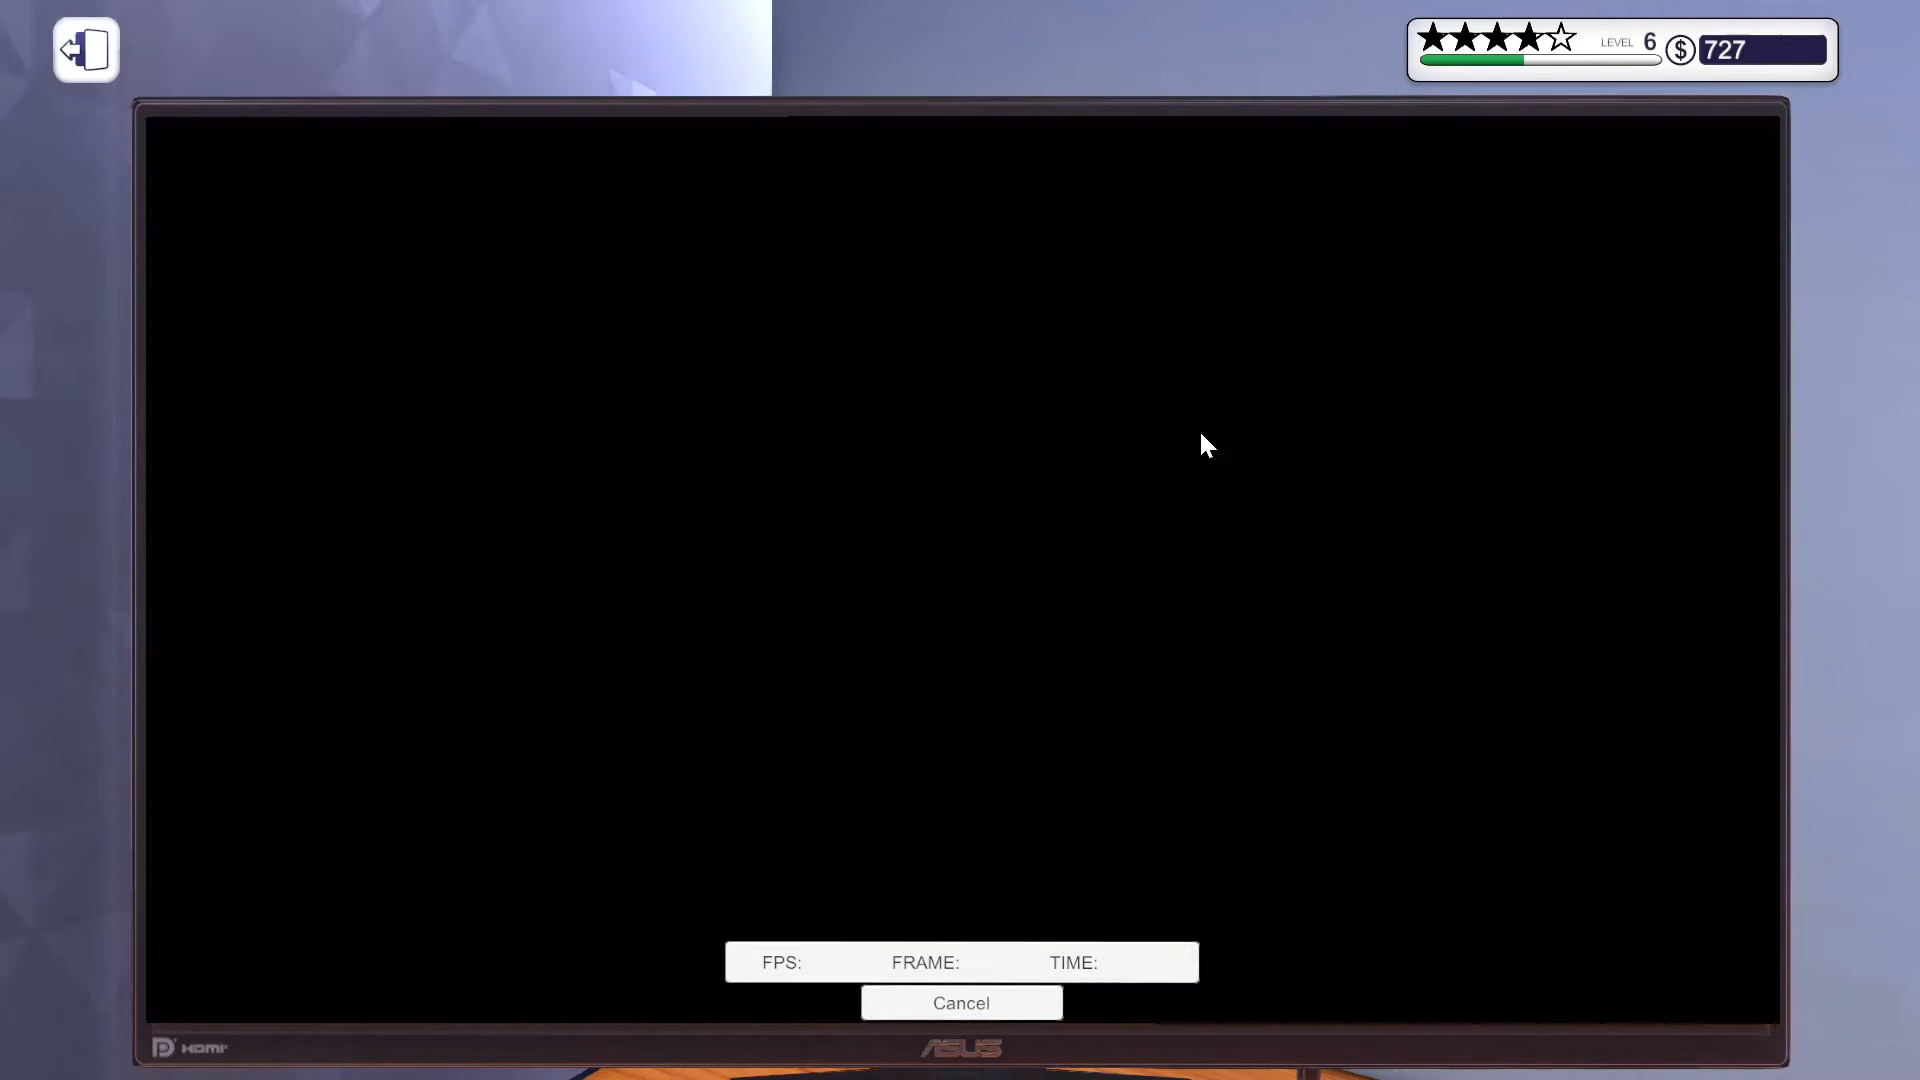 LEVEL 6 $ 727
FPS: FRAME: TIME:
Cancel
HDMI
ASUS